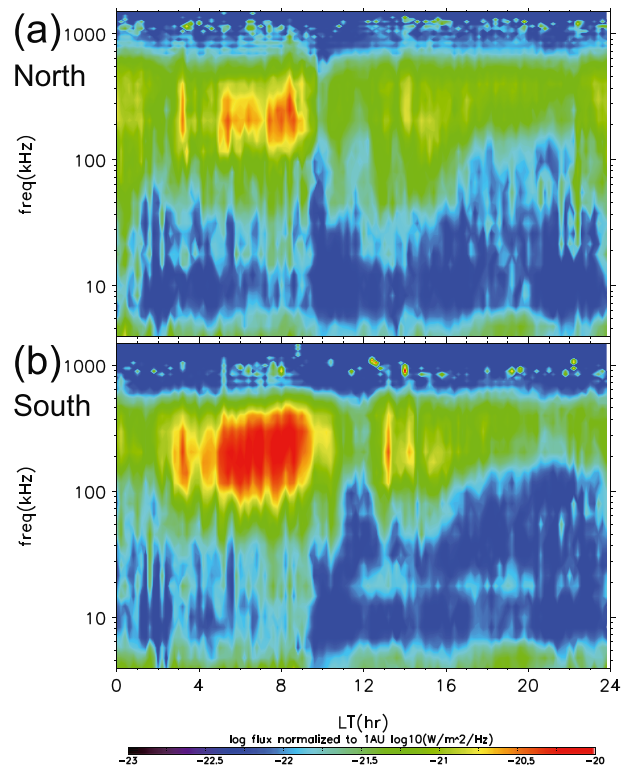 (a)
North
1000
100
10
freq(kHz)
(b)
South
1000
100
10
freq(kHz)
0 4 8 12 16 20 24
LT(hr)
log flux normalized to 1AU log10(W/m^2/Hz)
-23 -22.5 -22 -21.5 -21 -20.5 -20